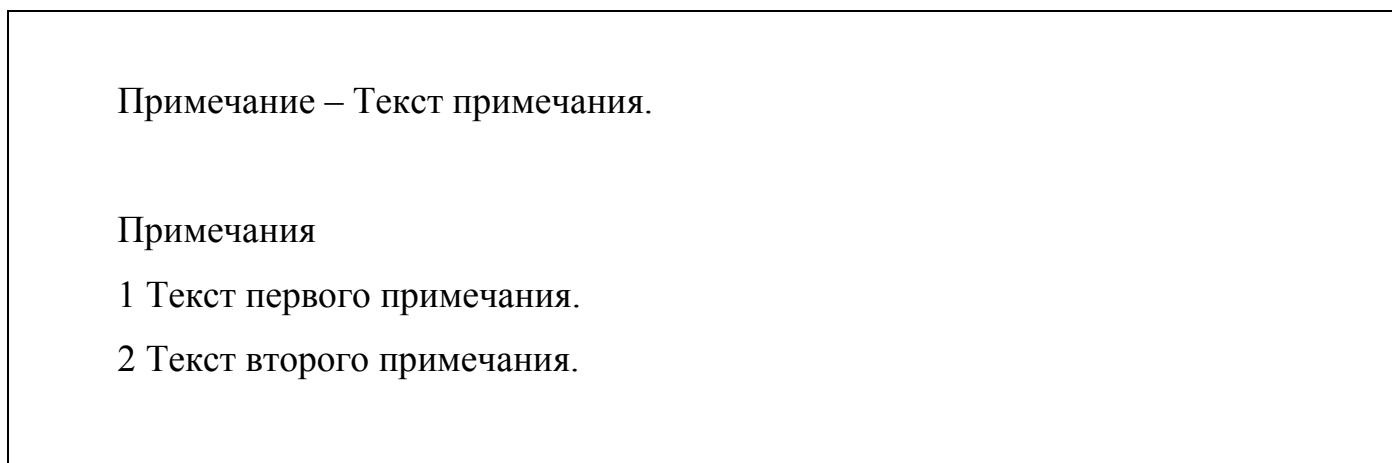 Примечание – Текст примечания.
Примечания
1 Текст первого примечания.
2 Текст второго примечания.